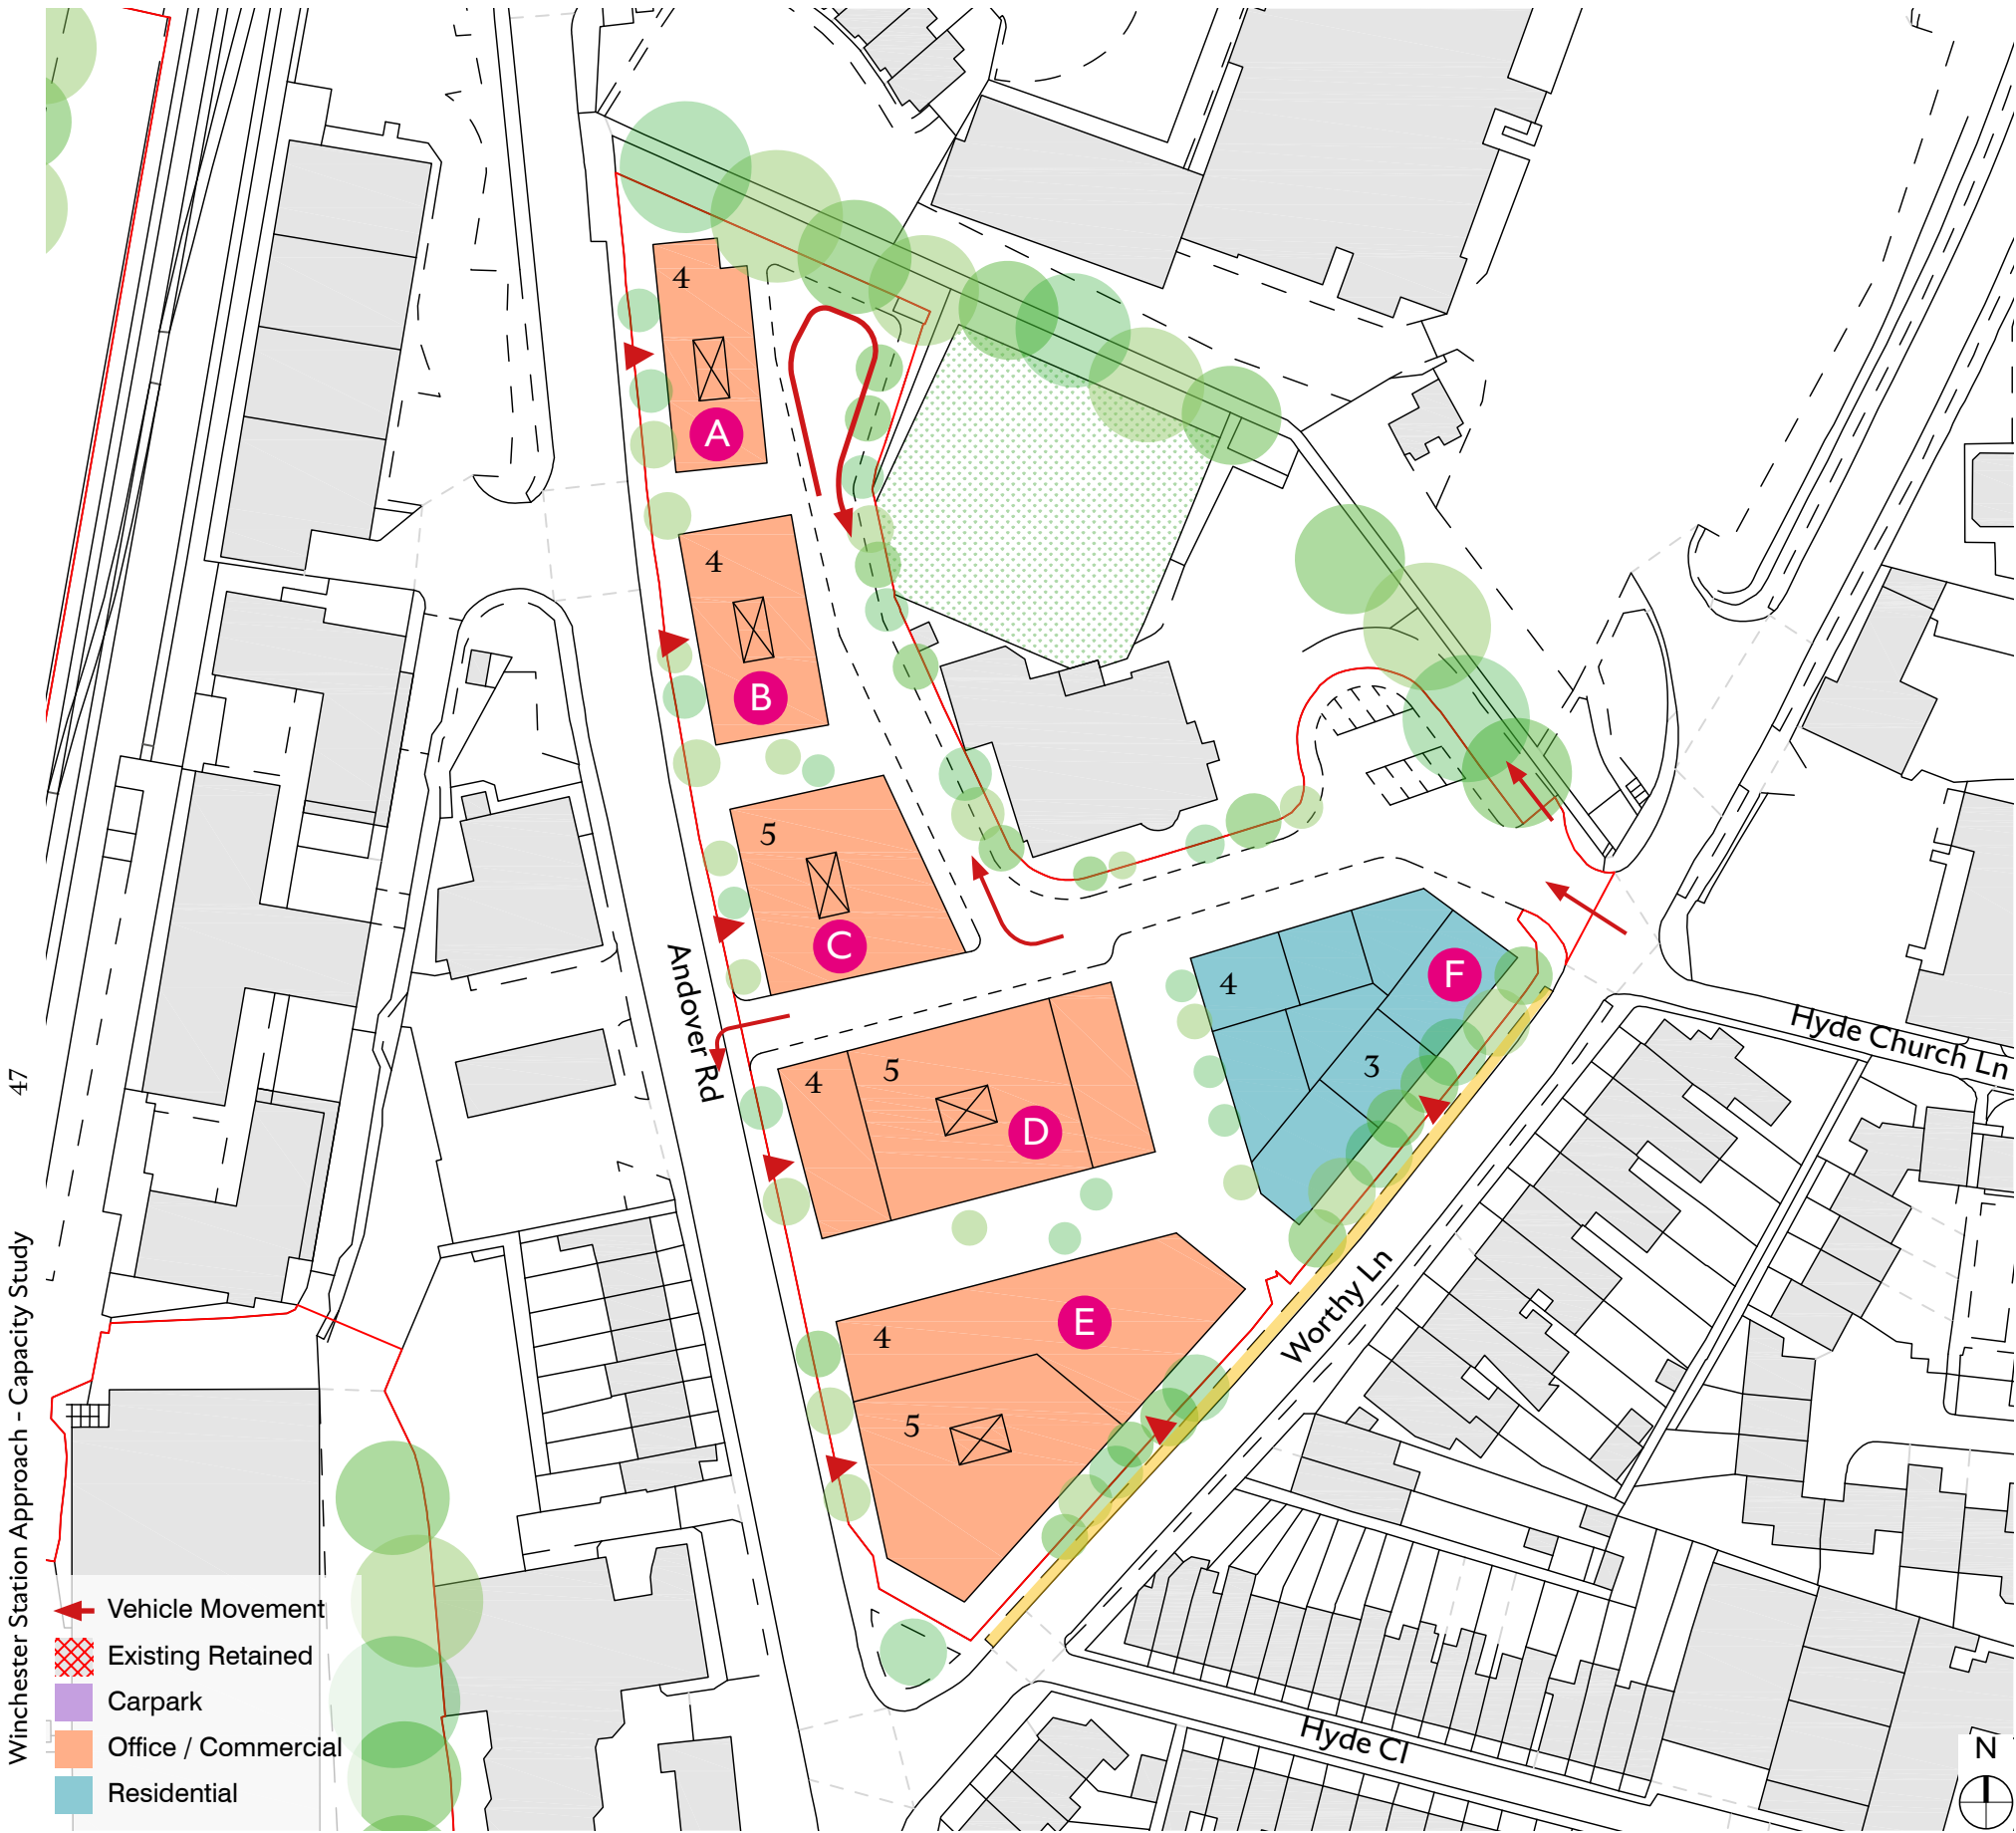 4
A
4
B
5
C
Andover Rd
4
5
D
4
F
3
Hyde Church Ln
4
E
5
Worthy Ln
Hyde Cl
47
Winchester Station Approach - Capacity Study
Vehicle Movement
Existing Retained
Carpark
Office / Commercial
Residential
N